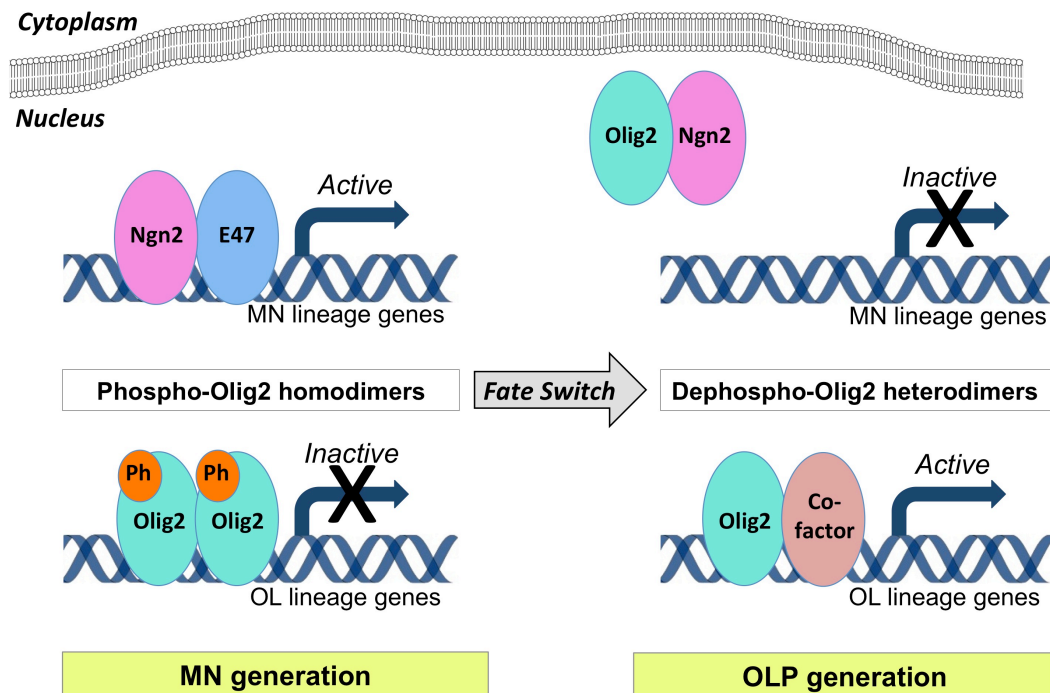 Cytoplasm
Nucleus
Olig2 Ngn2
Active
Inactive
Ngn2 E47
MN lineage genes
MN lineage genes
Phospho-Olig2 homodimers
Fate Switch
Dephospho-Olig2 heterodimers
Inactive
Active
Ph Ph
Olig2 Olig2
Olig2
Co-
factor
OL lineage genes
OL lineage genes
MN generation
OLP generation